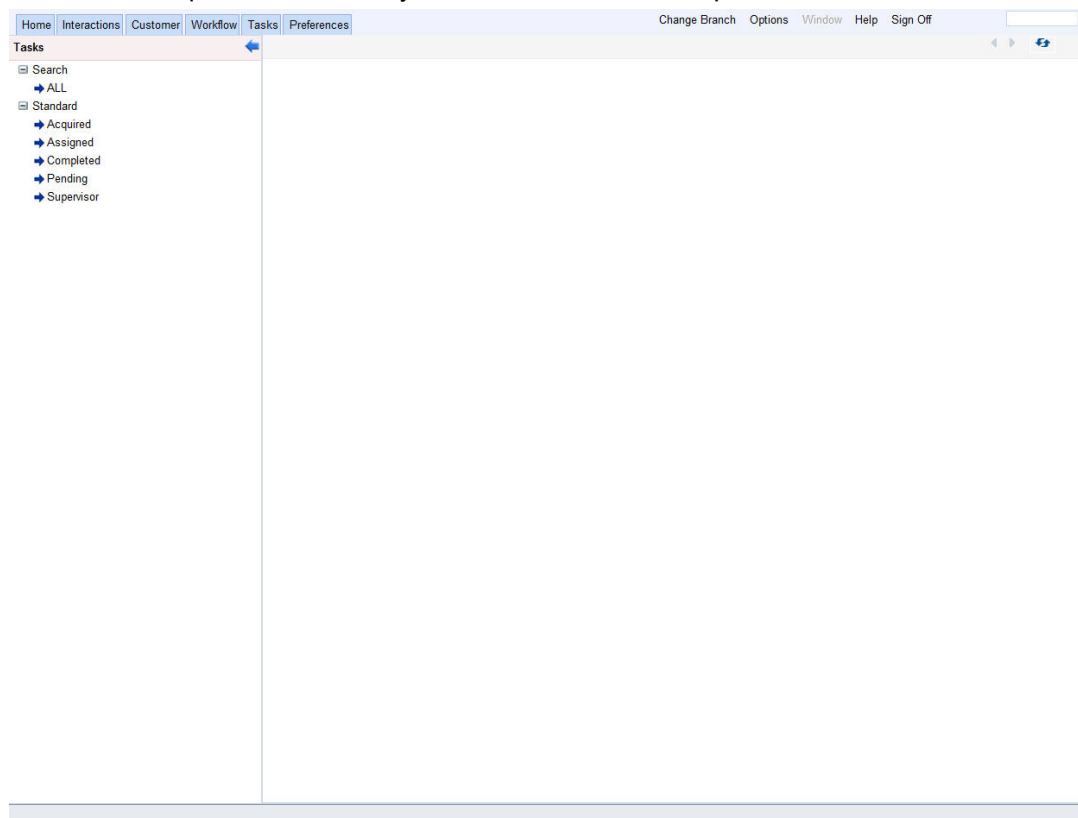 Home Interactions Customer Workflow Tasks Preferences Change Branch Options Window Help Sign Off
Tasks
Search
ALL
Standard
Acquired
Assigned
Completed
Pending
Supervisor